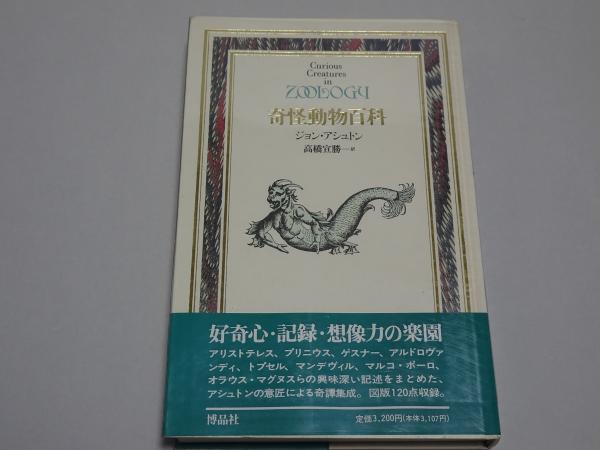 Curious
Creatures
in
ZOOLOGY
奇怪動物百科
ジョン・アシュトン
高橋宣勝―訳
好奇心・記録・想像力の楽園
アリストテレス、プリニウス、ゲスナー、アルドロヴァ
ンディ、トプセル、マンデヴィル、マルコ・ポーロ、
オラウス・マグヌスらの興味深い記述をまとめた、
アシュトンの意匠による奇譚集成。図版120点収録。
博品社
定価3,200円(本体3,107円)